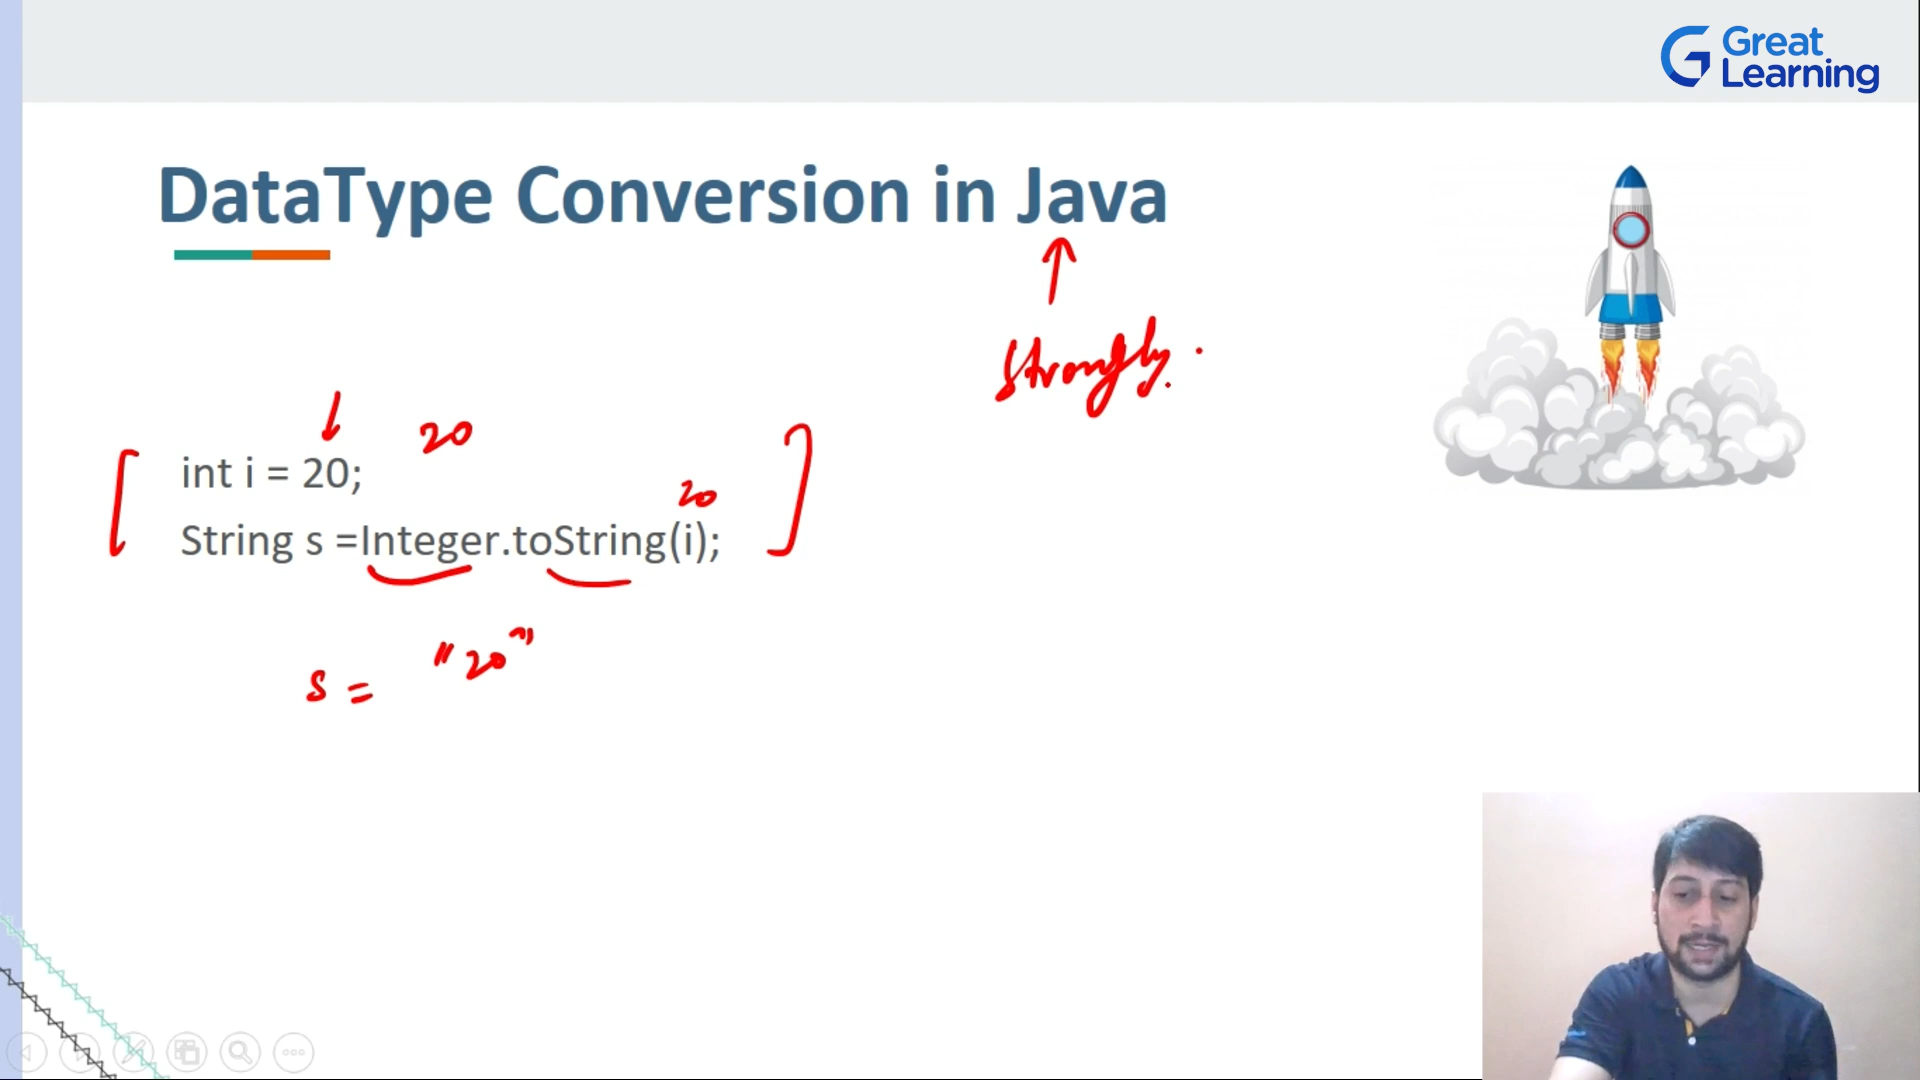 Great
Learning
DataType Conversion in Java
Strongly.
20
int i = 20;
20
String s =Integer.toString(i);
s = "20"